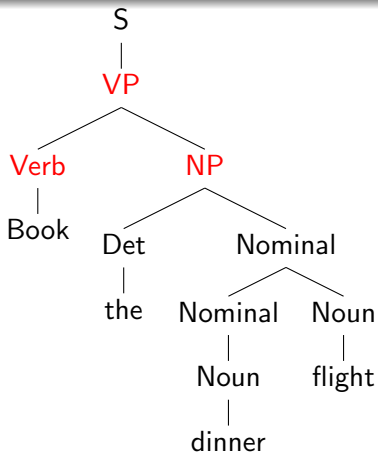 S
VP
Verb NP
Book Det Nominal
the Nominal Noun
Noun flight
dinner